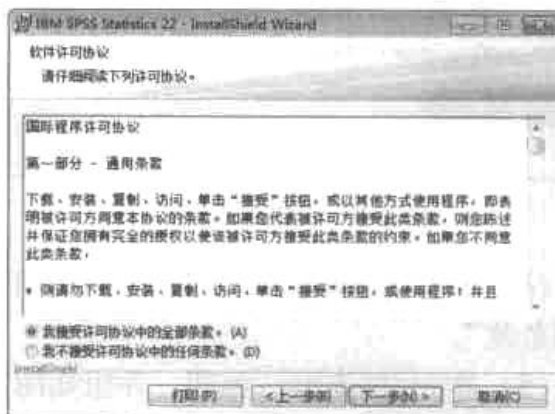 IBM SPSS Statistics 22 - InstallShield Wizard
软件许可协议
请仔细阅读下列许可协议。
国际程序许可协议
第一部分 - 通用条款
下载、安装、复制、访问、单击“接受”按钮，或以其他方式使用程序，即表
明被许可方同意本协议的条款。如果您代表被许可方接受此类条款，则您陈述
并保证您拥有完全的授权以使该被许可方接受此类条款的约束。如果您不同意
此类条款，
* 则请勿下载、安装、复制、访问、单击“接受”按钮，或使用程序！并且
我接受许可协议中的全部条款。(A)
我不接受许可协议中的任何条款。(D)
InstallShield
打印(P) <上一步(B) 下一步(N)> 取消(C)